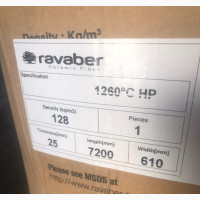 Density : Kg/m³
ravaber
Ceramic Fiber
Specification
1260°C HP
Density (kg/m3)
Pieces
128
1
Thickness(mm)
length(mm)
Width(mm)
25
7200
610
Please see MSDS at
http://www.ravaber